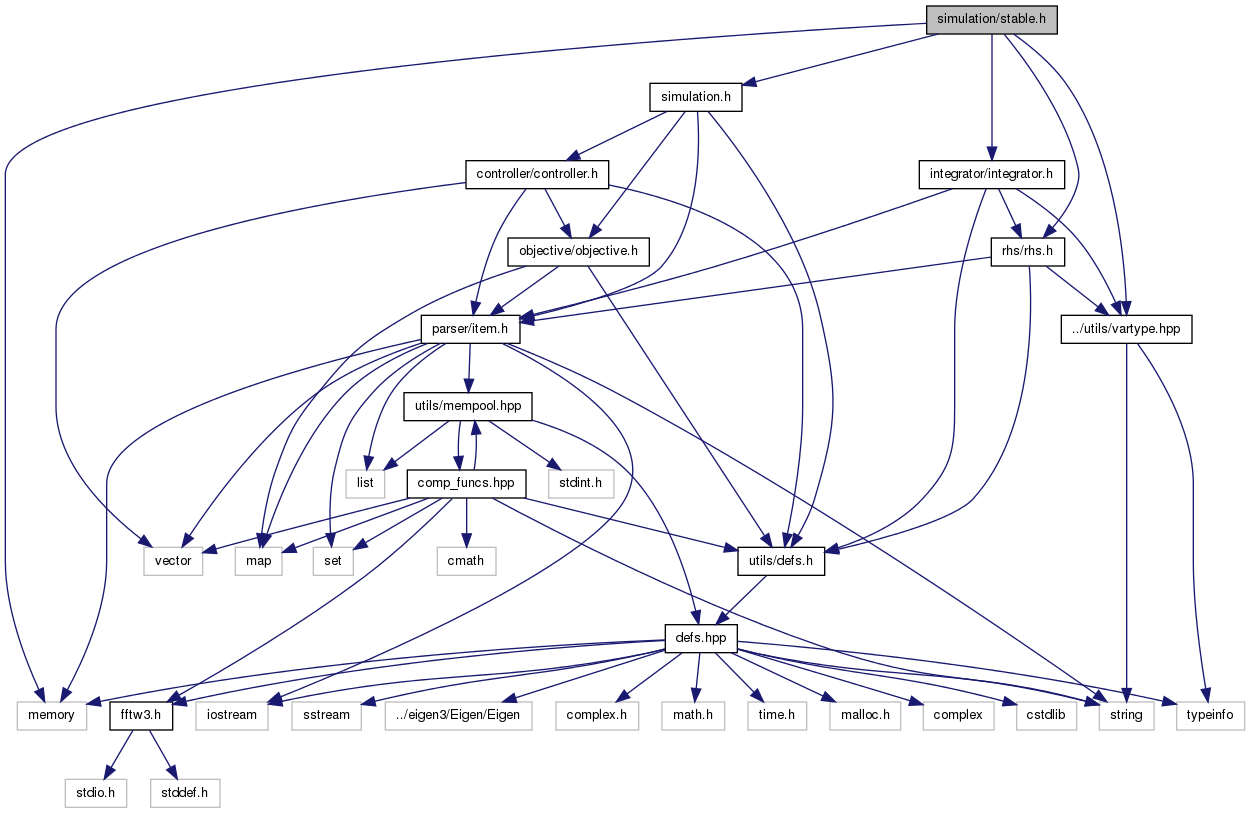 simulation/stable.h
simulation.h
controller/controller.h
integrator/integrator.h
objective/objective.h
rhs/rhs.h
parser/item.h
../utils/vartype.hpp
utils/mempool.hpp
list
comp_funcs.hpp
stdint.h
vector
map
set
cmath
utils/defs.h
defs.hpp
memory
fftw3.h
iostream
sstream
../eigen3/Eigen/Eigen
complex.h
math.h
time.h
malloc.h
complex
cstdlib
string
typeinfo
stdio.h
stddef.h